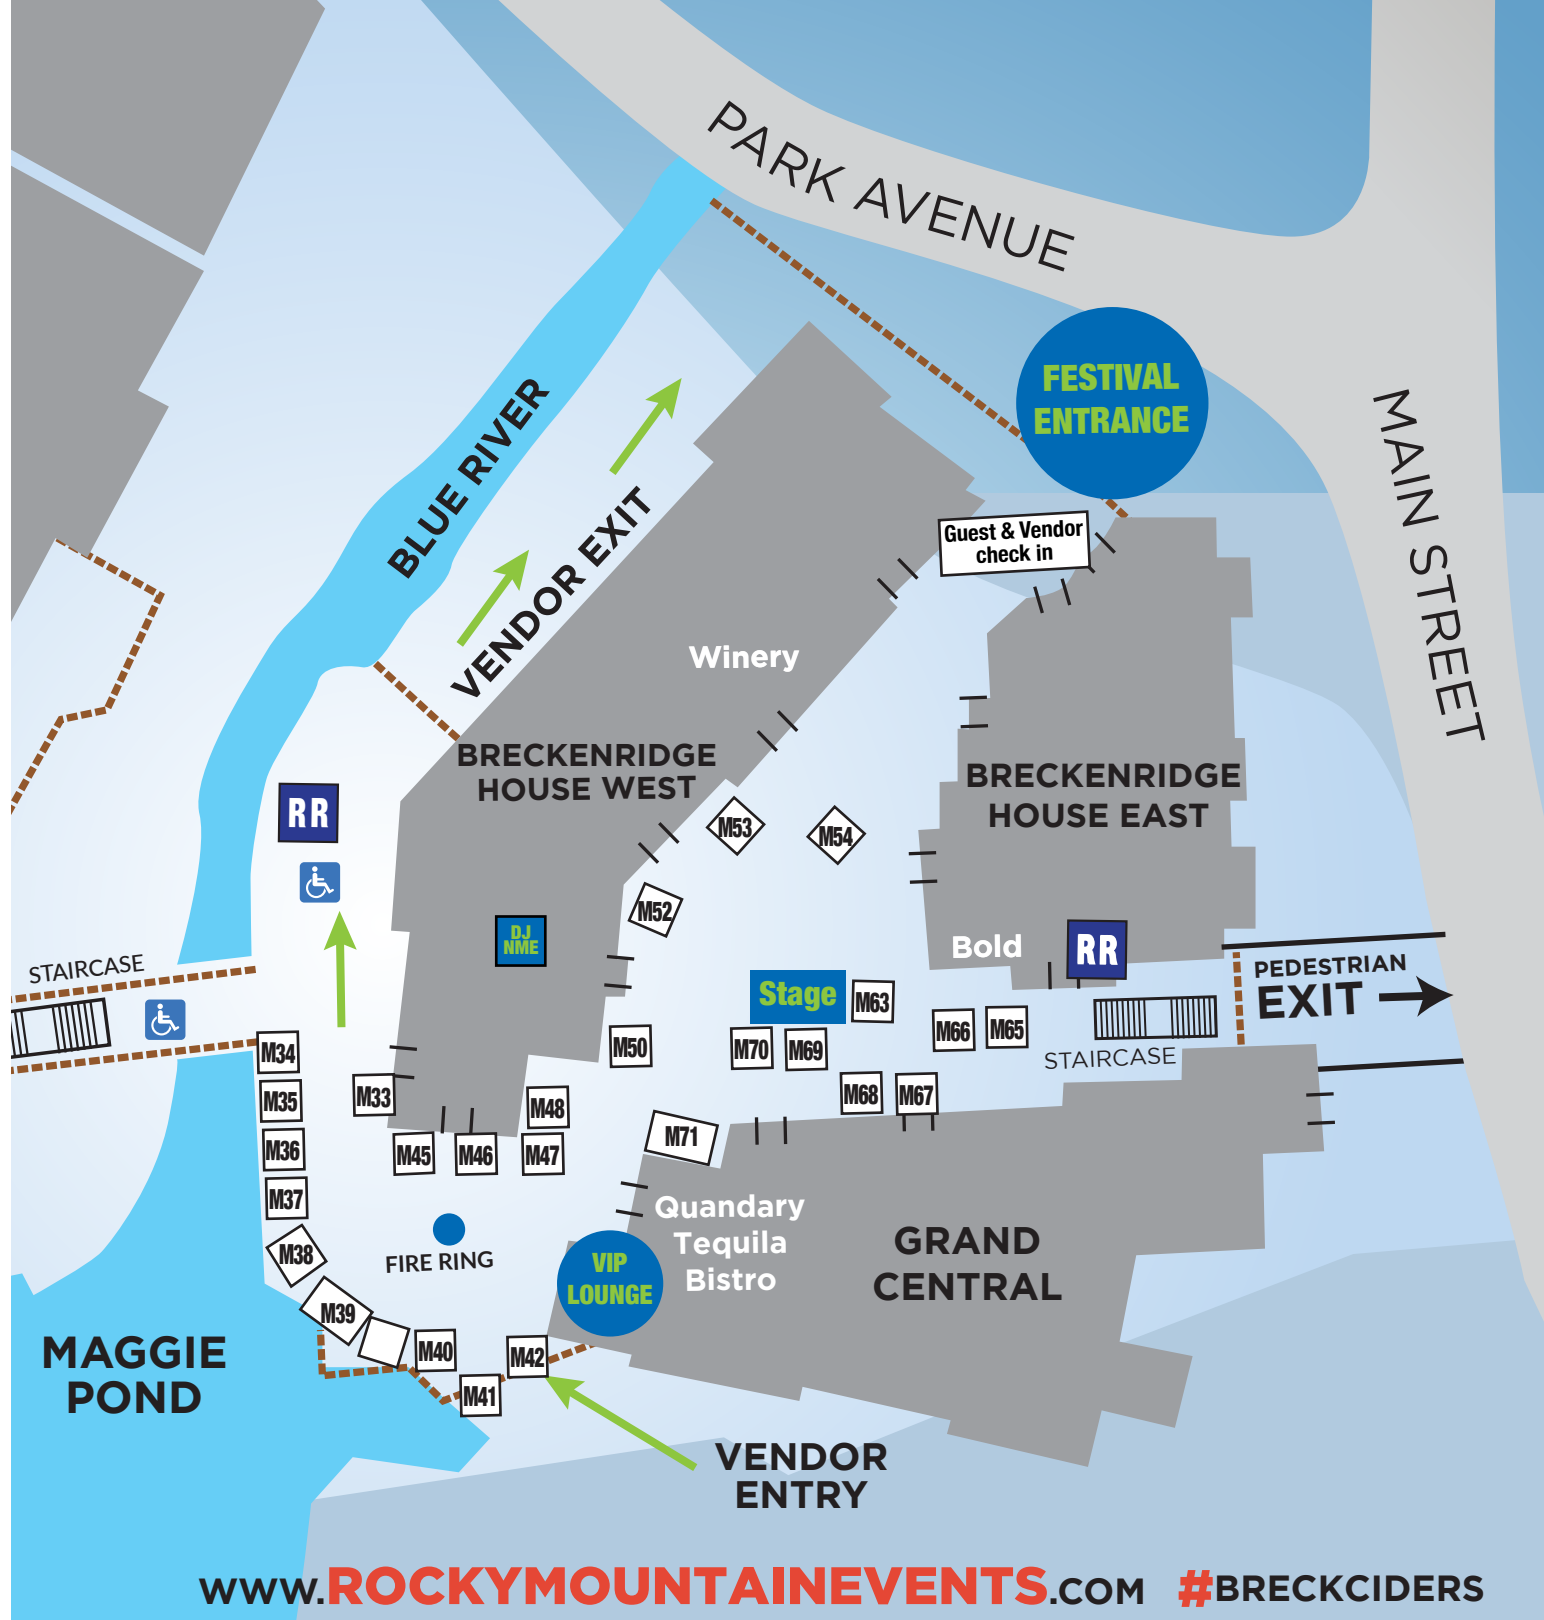 PARK AVENUE
MAIN STREET
FESTIVAL
ENTRANCE
BLUE RIVER
VENDOR EXIT
Guest & Vendor
check in
Winery
BRECKENRIDGE
HOUSE WEST
BRECKENRIDGE
HOUSE EAST
RR
M53
M54
M52
DJ
NME
Bold
RR
STAIRCASE
PEDESTRIAN
EXIT
Stage
M63
M66
M65
STAIRCASE
M34
M50
M70
M69
M35
M33
M48
M68
M67
M36
M45
M46
M47
M71
M37
Quandary
Tequila
Bistro
GRAND
CENTRAL
M38
FIRE RING
VIP
LOUNGE
M39
M40
M42
M41
MAGGIE
POND
VENDOR
ENTRY
WWW.ROCKYMOUNTAINEVENTS.COM #BRECKCIDERS